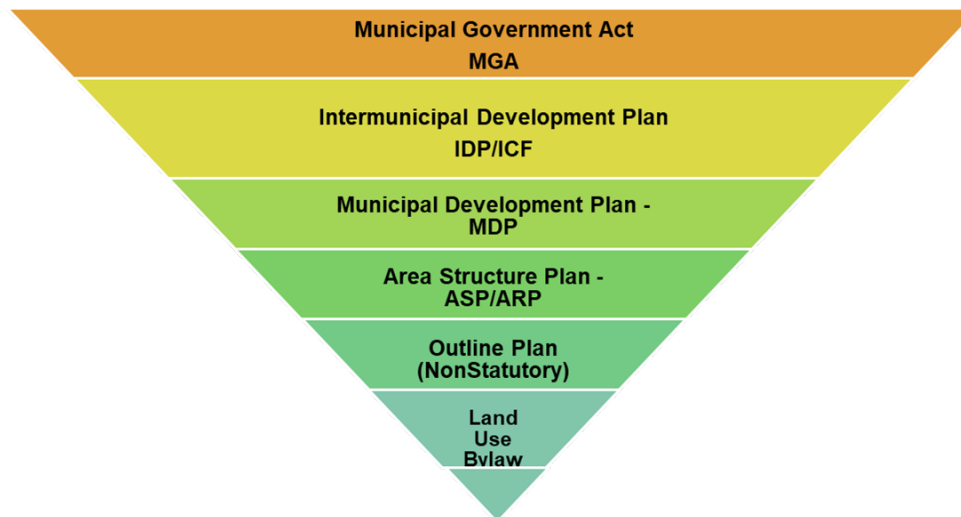 Municipal Government Act
MGA
Intermunicipal Development Plan
IDP/ICF
Municipal Development Plan -
MDP
Area Structure Plan -
ASP/ARP
Outline Plan
(NonStatutory)
Land
Use
Bylaw